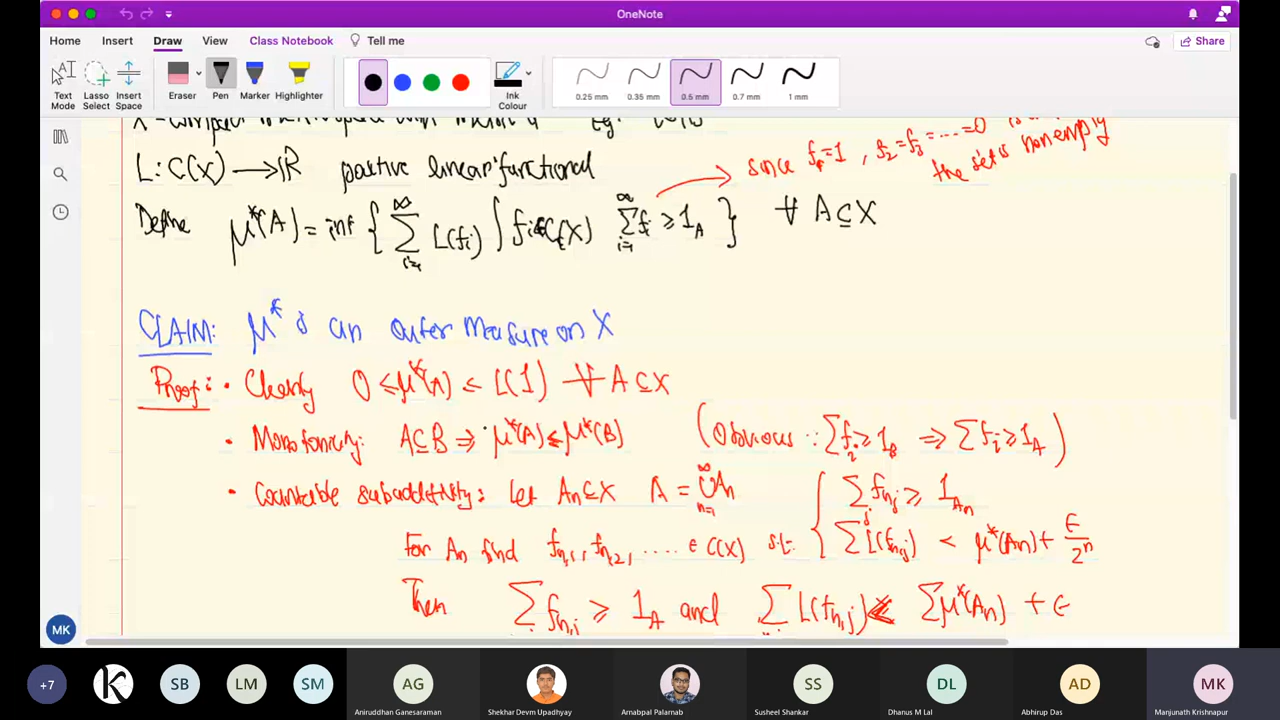 OneNote
Home Insert Draw View Class Notebook Tell me Share
Text Mode Lasso Select Insert Space Eraser Pen Marker Highlighter Ink Colour 0.25 mm 0.35 mm 0.5 mm 0.7 mm 1 mm
L: C(X) → ℝ positive linear functional
since f₁=1, f₂=f₃=....=0 is
the set is nonempty
Define μ*(A) = inf { ∑_{i=1}^∞ L(fᵢ) | fᵢ ∈ C₊(X) ∑_{i=1}^∞ fᵢ ≥ 1_A } ∀ A ⊆ X
CLAIM: μ* is an outer measure on X
Proof: • Clearly 0 ≤ μ*(A) ≤ L(1) ∀ A ⊆ X
• Monotonicity: A ⊆ B ⇒ μ*(A) ≤ μ*(B) (Obvious ∵ ∑fᵢ ≥ 1_B ⇒ ∑fᵢ ≥ 1_A)
• Countable subadditivity: Let Aₙ ⊆ X A = ⋃_{n=1}^∞ Aₙ
For Aₙ find f_{n,1}, f_{n,2}, .... ∈ C(X) s.t. { ∑_j f_{n,j} ≥ 1_{Aₙ}
∑ L(f_{n,j}) < μ*(Aₙ) + ϵ/2ⁿ
Then ∑ f_{n,j} ≥ 1_A and ∑ L(f_{n,j}) ≤ ∑ μ*(Aₙ) + ϵ
MK
+7 K SB LM SM AG SS DL AD MK
Aniruddhan Ganesaraman Shekhar Devm Upadhyay Arnabpal Palarnab Susheel Shankar Dhanus M Lal Abhirup Das Manjunath Krishnapur